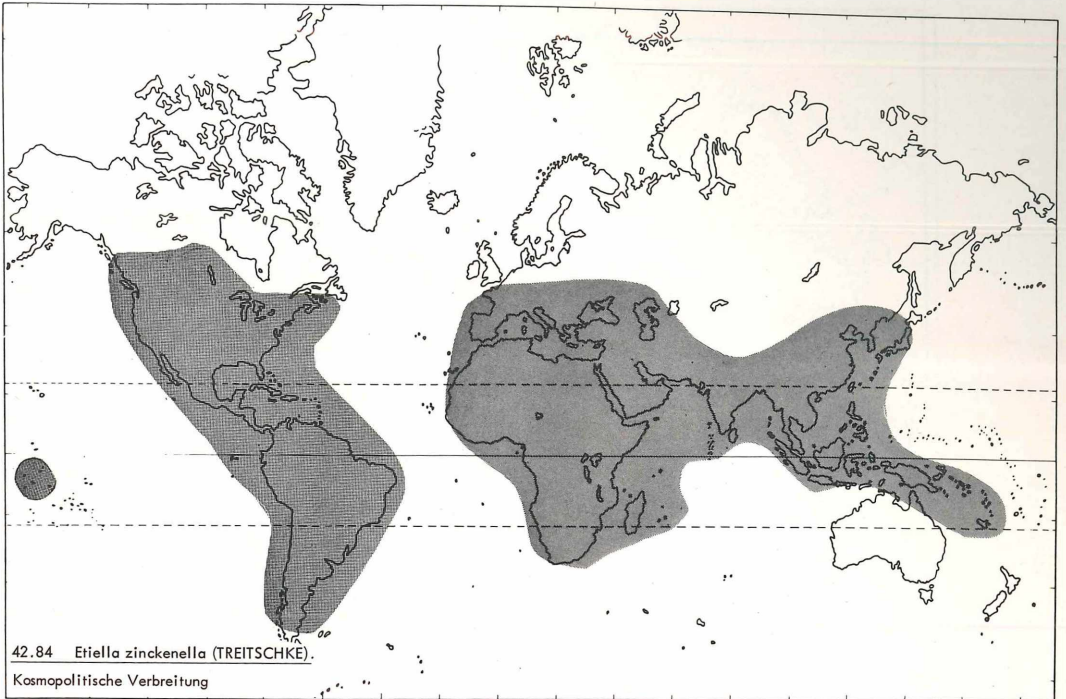 42.84 Etiella zinckenella (TREITSCHKE).
Kosmopolitische Verbreitung